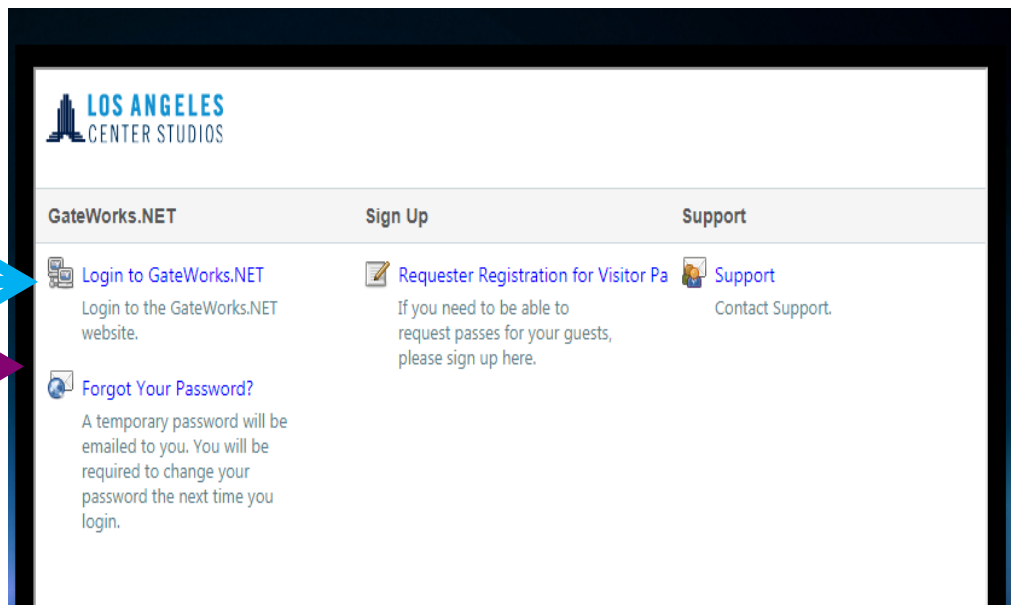 LOS ANGELES
CENTER STUDIOS
GateWorks.NET
Login to GateWorks.NET
Login to the GateWorks.NET
website.
Forgot Your Password?
A temporary password will be
emailed to you. You will be
required to change your
password the next time you
login.
Sign Up
Requester Registration for Visitor Pa
If you need to be able to
request passes for your guests,
please sign up here.
Support
Support
Contact Support.